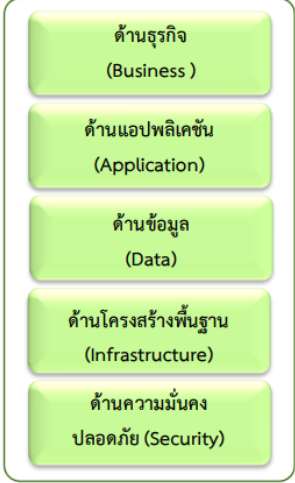 ด้านธุรกิจ
(Business )
ด้านแอปพลิเคชัน
(Application)
ด้านข้อมูล
(Data)
ด้านโครงสร้างพื้นฐาน
(Infrastructure)
ด้านความมั่นคง
ปลอดภัย (Security)